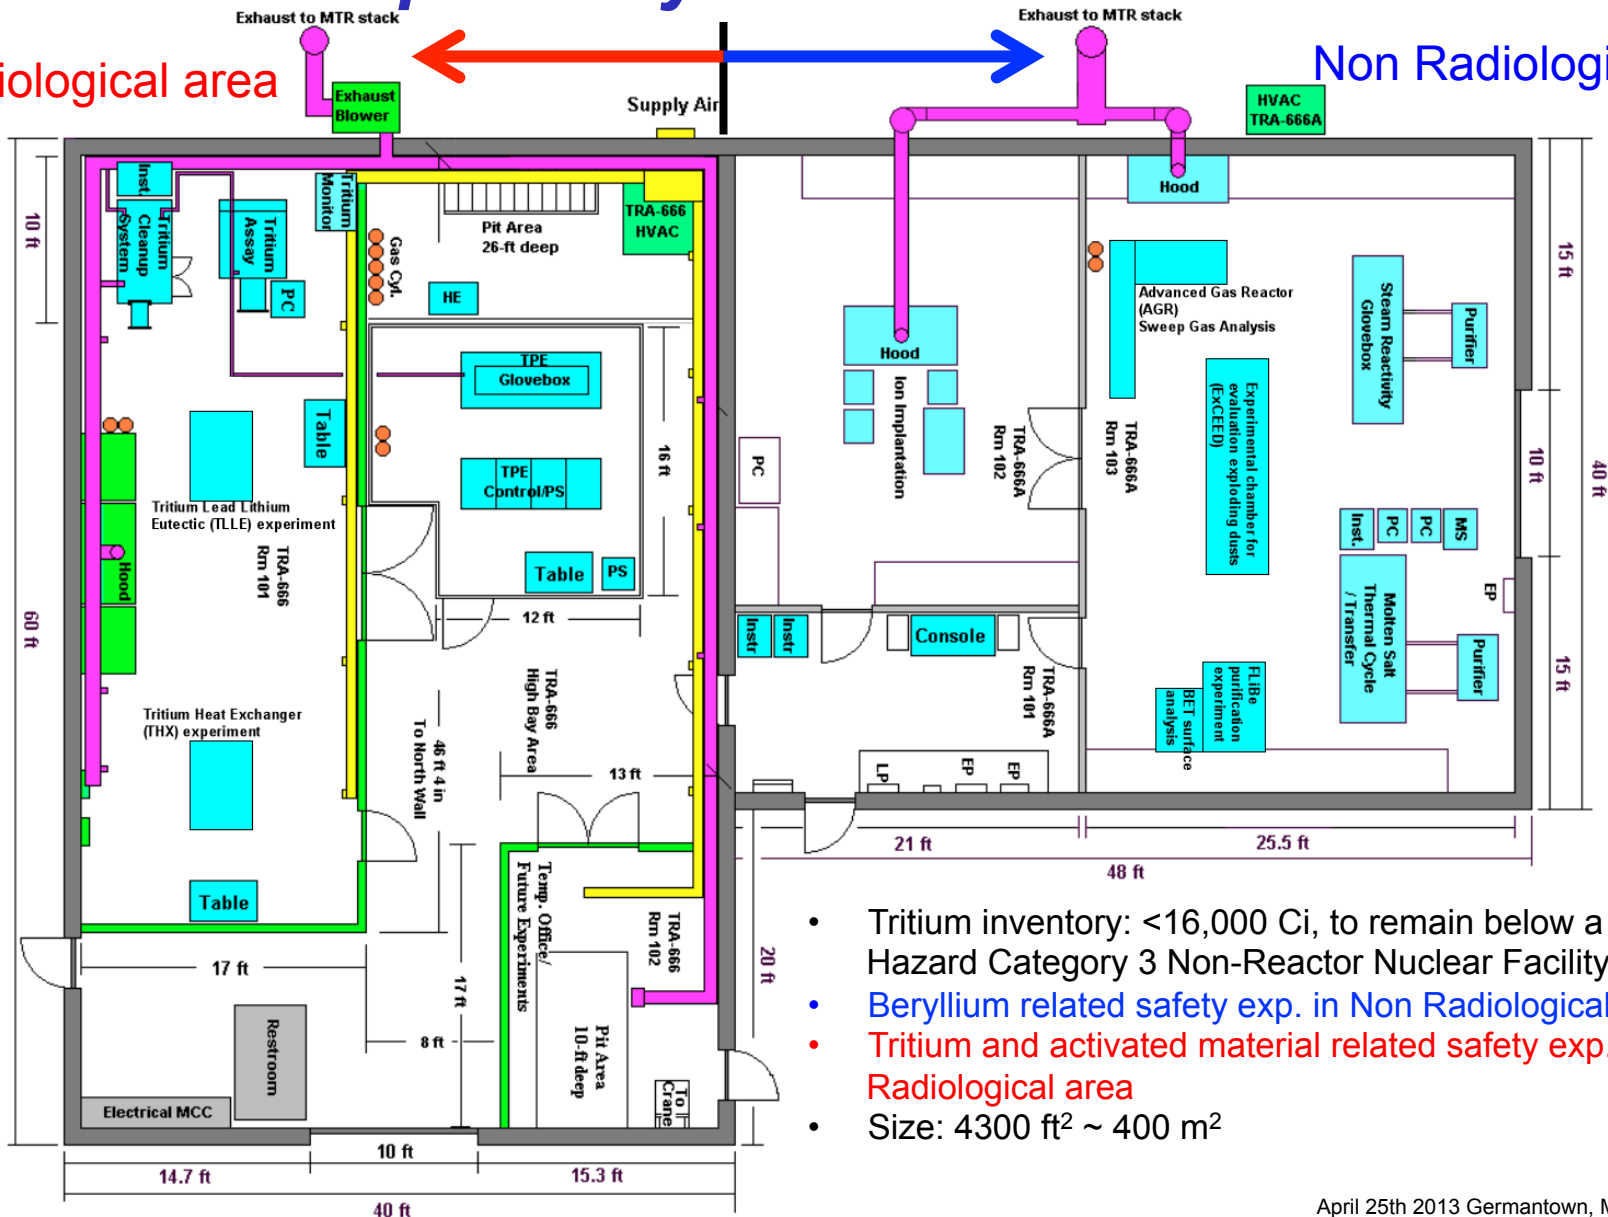 Exhaust to MTR stack
Exhaust to MTR stack
iological area
Non Radiologi
Exhaust
Blower
Supply Air
HVAC
TRA-666A
Inst.
Tritium
Cleanup
System
Tritium
Assay
PC
Tritium
Monitor
Gas Cyl.
Pit Area
26-ft deep
TRA-666
HVAC
HE
TPE
Glovebox
TPE
Control/PS
Table
PS
16 ft
12 ft
Table
Tritium Lead Lithium
Eutectic (TLLE) experiment
TRA-666
Rm 101
Hood
Tritium Heat Exchanger
(THX) experiment
Table
10 ft
60 ft
17 ft
46 ft 4 in
To North Wall
TRA-666
High Bay Area
13 ft
17 ft
8 ft
Temp. Office/
Future Experiments
TRA-666
Rm 102
Pit Area
10-ft deep
To
Crane
Restroom
Electrical MCC
14.7 ft
10 ft
15.3 ft
40 ft
20 ft
Hood
Ion Implantation
PC
TRA-666A
Rm 102
Instr
Instr
Console
TRA-666A
Rm 101
LP
EP
EP
Hood
Advanced Gas Reactor
(AGR)
Sweep Gas Analysis
TRA-666A
Rm 103
Experimental chamber for
evaluation exploding dusts
(ExCEED)
Steam Reactivity
Glovebox
Purifier
Inst.
PC
PC
MS
Molten Salt
Thermal Cycle
/ Transfer
Purifier
EP
FLiBe
purification
experiment
BET surface
analysis
15 ft
10 ft
15 ft
40 ft
21 ft
25.5 ft
48 ft
• Tritium inventory: <16,000 Ci, to remain below a
Hazard Category 3 Non-Reactor Nuclear Facility
• Beryllium related safety exp. in Non Radiological
• Tritium and activated material related safety exp.
Radiological area
• Size: 4300 ft² ~ 400 m²
April 25th 2013 Germantown, M